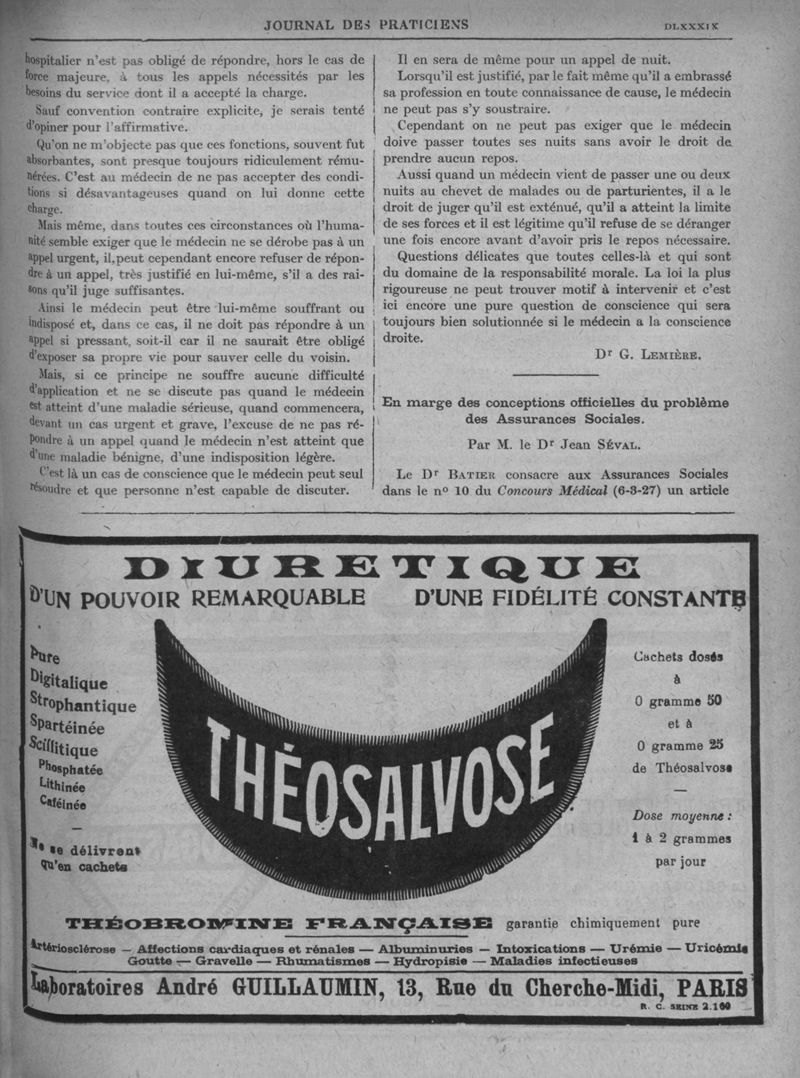 JOURNAL DES PRATICIENS
DLXXXIX
hospitalier n'est pas obligé de répondre, hors le cas de
force majeure, à tous les appels nécessités par les
besoins du service dont il a accepté la charge.
Sauf convention contraire explicite, je serais tenté
d'opiner pour l'affirmative.
Qu'on ne m'objecte pas que ces fonctions, souvent fut
absorbantes, sont presque toujours ridiculement rému-
nérées. C'est au médecin de ne pas accepter des condi-
tions si désavantageuses quand on lui donne cette
charge.
Mais même, dans toutes ces circonstances où l'huma-
nité semble exiger que le médecin ne se dérobe pas à un
appel urgent, il peut cependant encore refuser de répon-
dre à un appel, très justifié en lui-même, s'il a des rai-
sons qu'il juge suffisantes.
Ainsi le médecin peut être lui-même souffrant ou
indisposé et, dans ce cas, il ne doit pas répondre à un
appel si pressant, soit-il car il ne saurait être obligé
d'exposer sa propre vie pour sauver celle du voisin.
Mais, si ce principe ne souffre aucune difficulté
d'application et ne se discute pas quand le médecin
est atteint d'une maladie sérieuse, quand commencera,
devant un cas urgent et grave, l'excuse de ne pas ré-
pondre à un appel quand le médecin n'est atteint que
d'une maladie bénigne, d'une indisposition légère.
C'est là un cas de conscience que le médecin peut seul
résoudre et que personne n'est capable de discuter.
Il en sera de même pour un appel de nuit.
Lorsqu'il est justifié, par le fait même qu'il a embrassé
sa profession en toute connaissance de cause, le médecin
ne peut pas s'y soustraire.
Cependant on ne peut pas exiger que le médecin
doive passer toutes ses nuits sans avoir le droit de
prendre aucun repos.
Aussi quand un médecin vient de passer une ou deux
nuits au chevet de malades ou de parturientes, il a le
droit de juger qu'il est exténué, qu'il a atteint la limite
de ses forces et il est légitime qu'il refuse de se déranger
une fois encore avant d'avoir pris le repos nécessaire.
Questions délicates que toutes celles-là et qui sont
du domaine de la responsabilité morale. La loi la plus
rigoureuse ne peut trouver motif à intervenir et c'est
ici encore une pure question de conscience qui sera
toujours bien solutionnée si le médecin a la conscience
droite.
Dr G. LEMIÈRE.
En marge des conceptions officielles du problème
des Assurances Sociales.
Par M. le Dr Jean SÉVAL.
Le Dr BATIER consacre aux Assurances Sociales
dans le no 10 du Concours Médical (6-3-27) un article
DIURETIQUE
D'UN POUVOIR REMARQUABLE D'UNE FIDÉLITÉ CONSTANTE
Pure
Digitalique
Strophantique
Spartéinée
Scillitique
Phosphatée
Lithinée
Caféinée
—
Ne se délivrent
qu'en cachets
THÉOSALVOSE
Cachets dosés
à
0 gramme 50
et à
0 gramme 25
de Théosalvose
—
Dose moyenne :
1 à 2 grammes
par jour
THÉOBROMINE FRANÇAISE garantie chimiquement pure
Artériosclérose — Affections cardiaques et rénales — Albuminuries — Intoxications — Urémie — Uricémie
Goutte — Gravelle — Rhumatismes — Hydropisie — Maladies infectieuses
Laboratoires André GUILLAUMIN, 13, Rue du Cherche-Midi, PARIS
R. C. SEINE 2.160